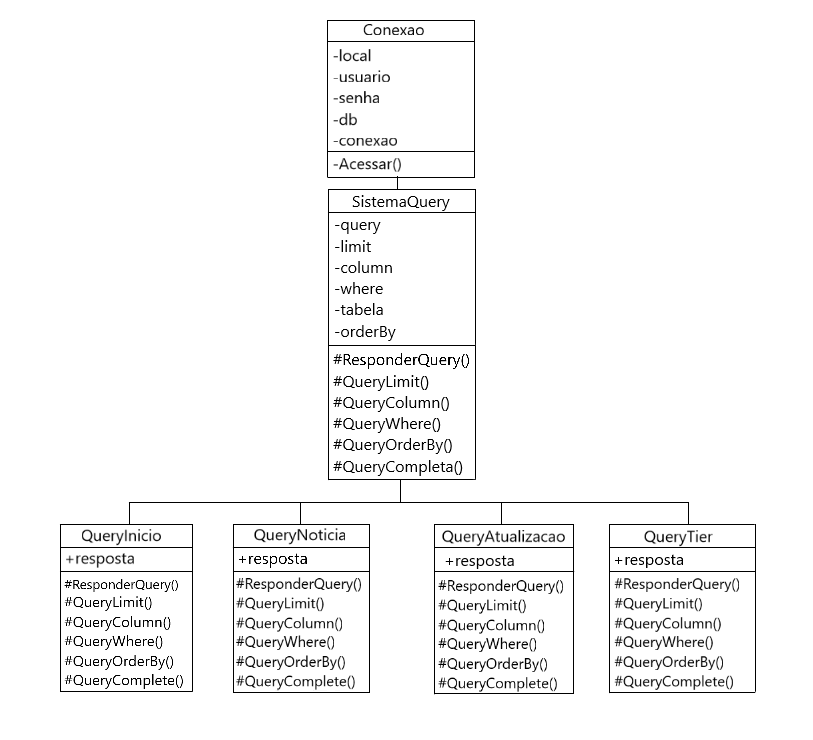 Conexao
-local
-usuario
-senha
-db
-conexao
-Acessar()
SistemaQuery
-query
-limit
-column
-where
-tabela
-orderBy
#ResponderQuery()
#QueryLimit()
#QueryColumn()
#QueryWhere()
#QueryOrderBy()
#QueryCompleta()
QueryInicio
+resposta
#ResponderQuery()
#QueryLimit()
#QueryColumn()
#QueryWhere()
#QueryOrderBy()
#QueryComplete()
QueryNoticia
+resposta
#ResponderQuery()
#QueryLimit()
#QueryColumn()
#QueryWhere()
#QueryOrderBy()
#QueryComplete()
QueryAtualizacao
+resposta
#ResponderQuery()
#QueryLimit()
#QueryColumn()
#QueryWhere()
#QueryOrderBy()
#QueryComplete()
QueryTier
+resposta
#ResponderQuery()
#QueryLimit()
#QueryColumn()
#QueryWhere()
#QueryOrderBy()
#QueryComplete()